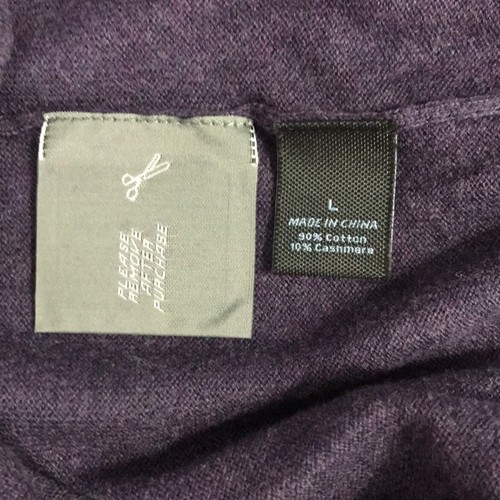 PLEASE
REMOVE
AFTER
PURCHASE
L
MADE IN CHINA
90% Cotton
10% Cashmere